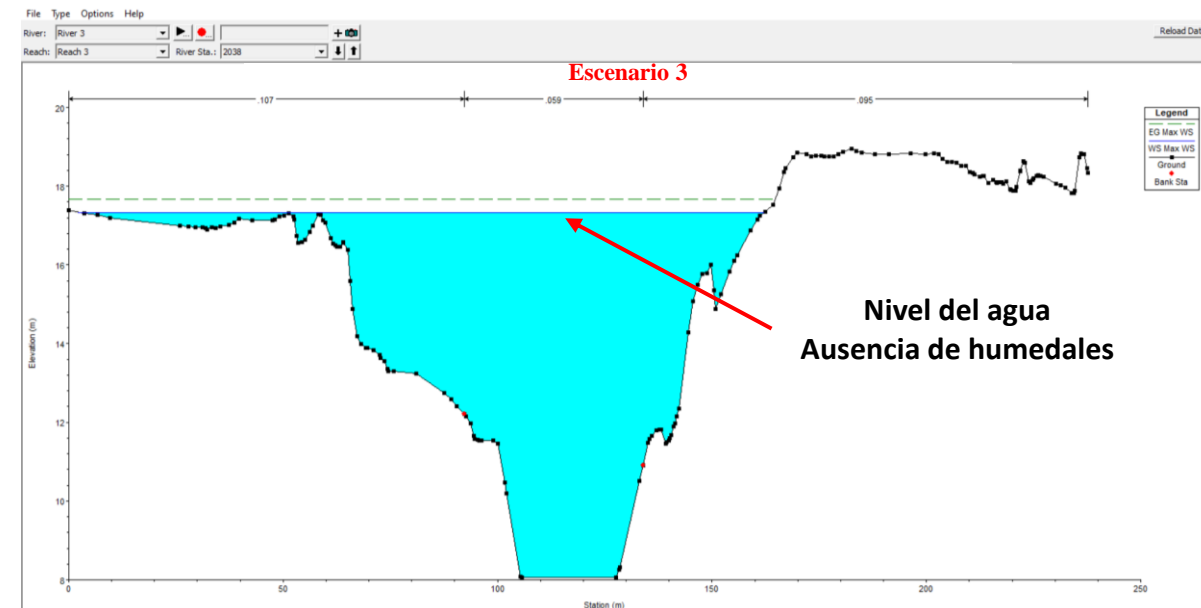 File Type Options Help
River: River 3
Reload Dat
Reach: Reach 3 River Sta.: 2038
Escenario 3
.107 .059 .095
Legend
EG Max WS
WS Max WS
Ground
Bank Sta
20
18
16
14
12
10
8
Elevation (m)
Nivel del agua
Ausencia de humedales
0 50 100 150 200 250
Station (m)